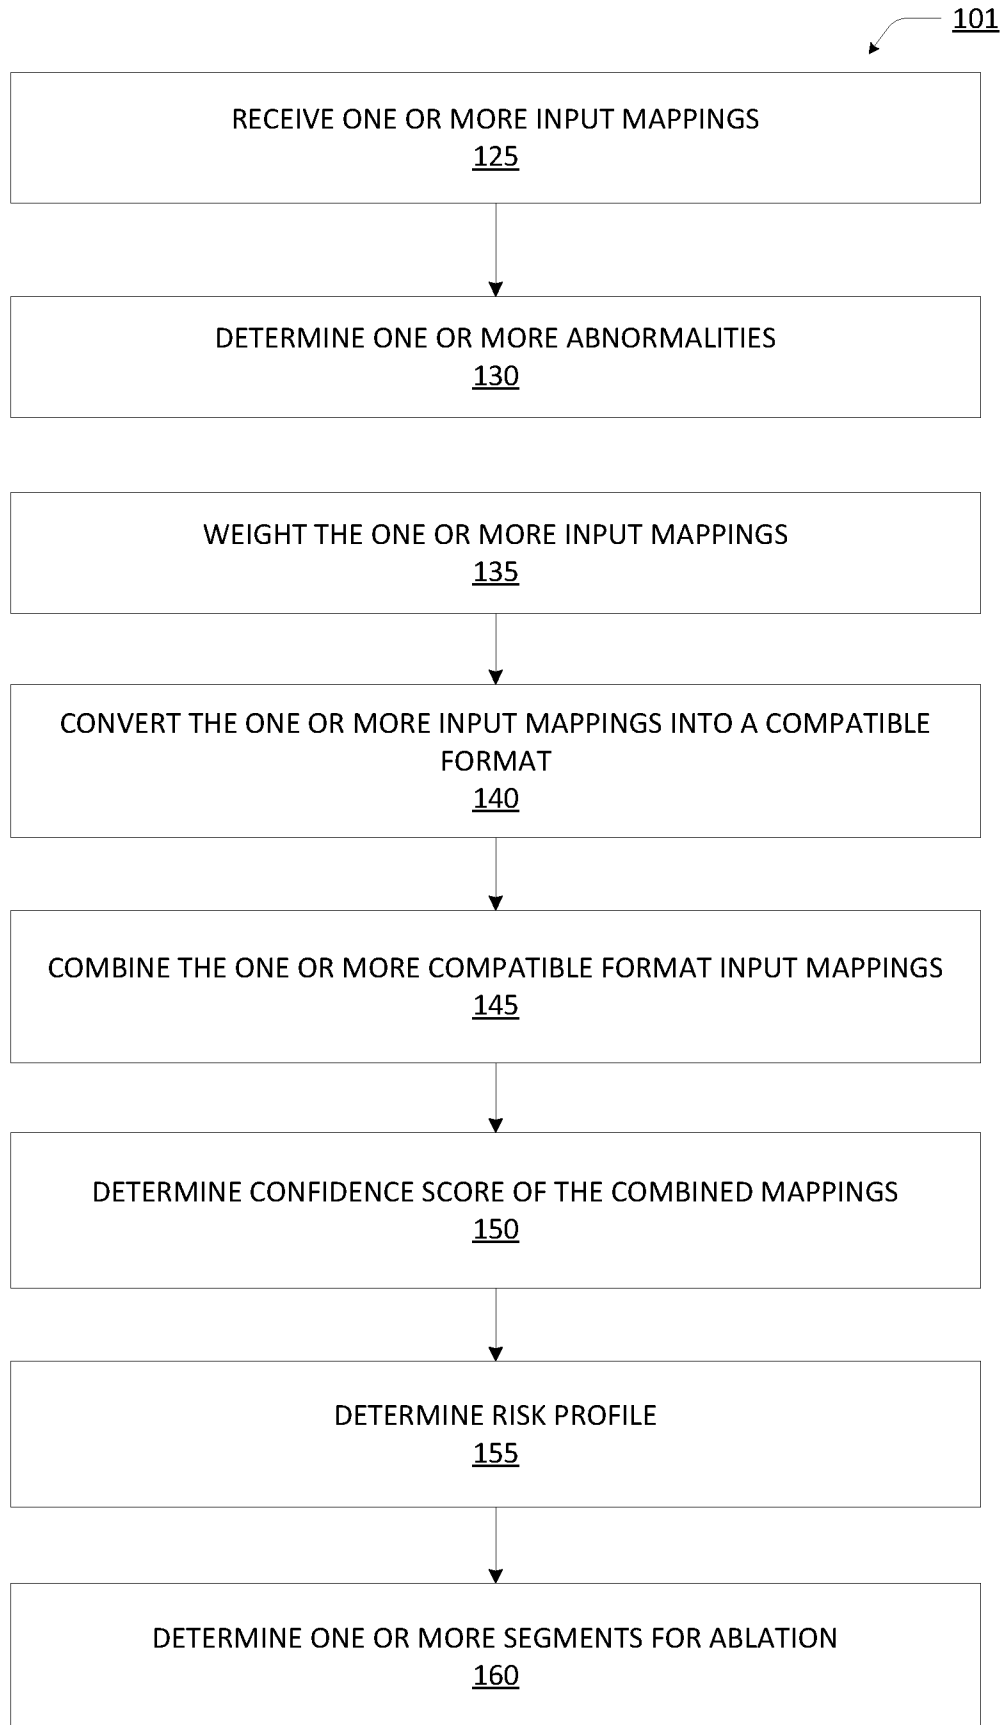 101
RECEIVE ONE OR MORE INPUT MAPPINGS
125
DETERMINE ONE OR MORE ABNORMALITIES
130
WEIGHT THE ONE OR MORE INPUT MAPPINGS
135
CONVERT THE ONE OR MORE INPUT MAPPINGS INTO A COMPATIBLE
FORMAT
140
COMBINE THE ONE OR MORE COMPATIBLE FORMAT INPUT MAPPINGS
145
DETERMINE CONFIDENCE SCORE OF THE COMBINED MAPPINGS
150
DETERMINE RISK PROFILE
155
DETERMINE ONE OR MORE SEGMENTS FOR ABLATION
160